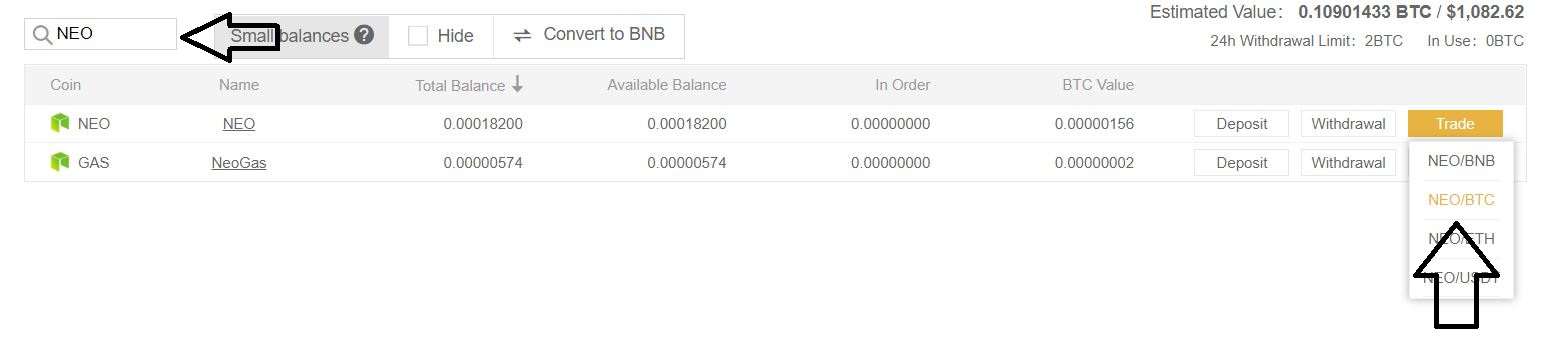 Estimated Value: 0.10901433 BTC / $1,082.62
NEO Small balances ? Hide Convert to BNB
24h Withdrawal Limit: 2BTC In Use: 0BTC
Coin Name Total Balance In Order Available Balance BTC Value
NEO NEO 0.00018200 0.00018200 0.00000000 0.00000156 Deposit Withdrawal Trade
GAS NeoGas 0.00000574 0.00000574 0.00000000 0.00000002 Deposit Withdrawal
NEO/BNB
NEO/BTC
NEO/ETH
NEO/USDT